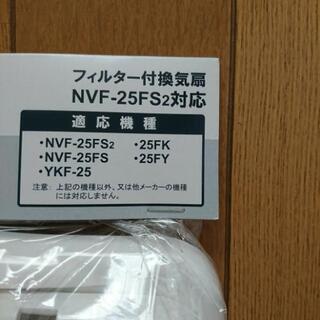 フィルター付換気扇
NVF-25FS2対応
適応機種
・NVF-25FS2 ・25FK
・NVF-25FS ・25FY
・YKF-25
注意：上記の機種以外、又は他メーカーの機種
には対応しません。